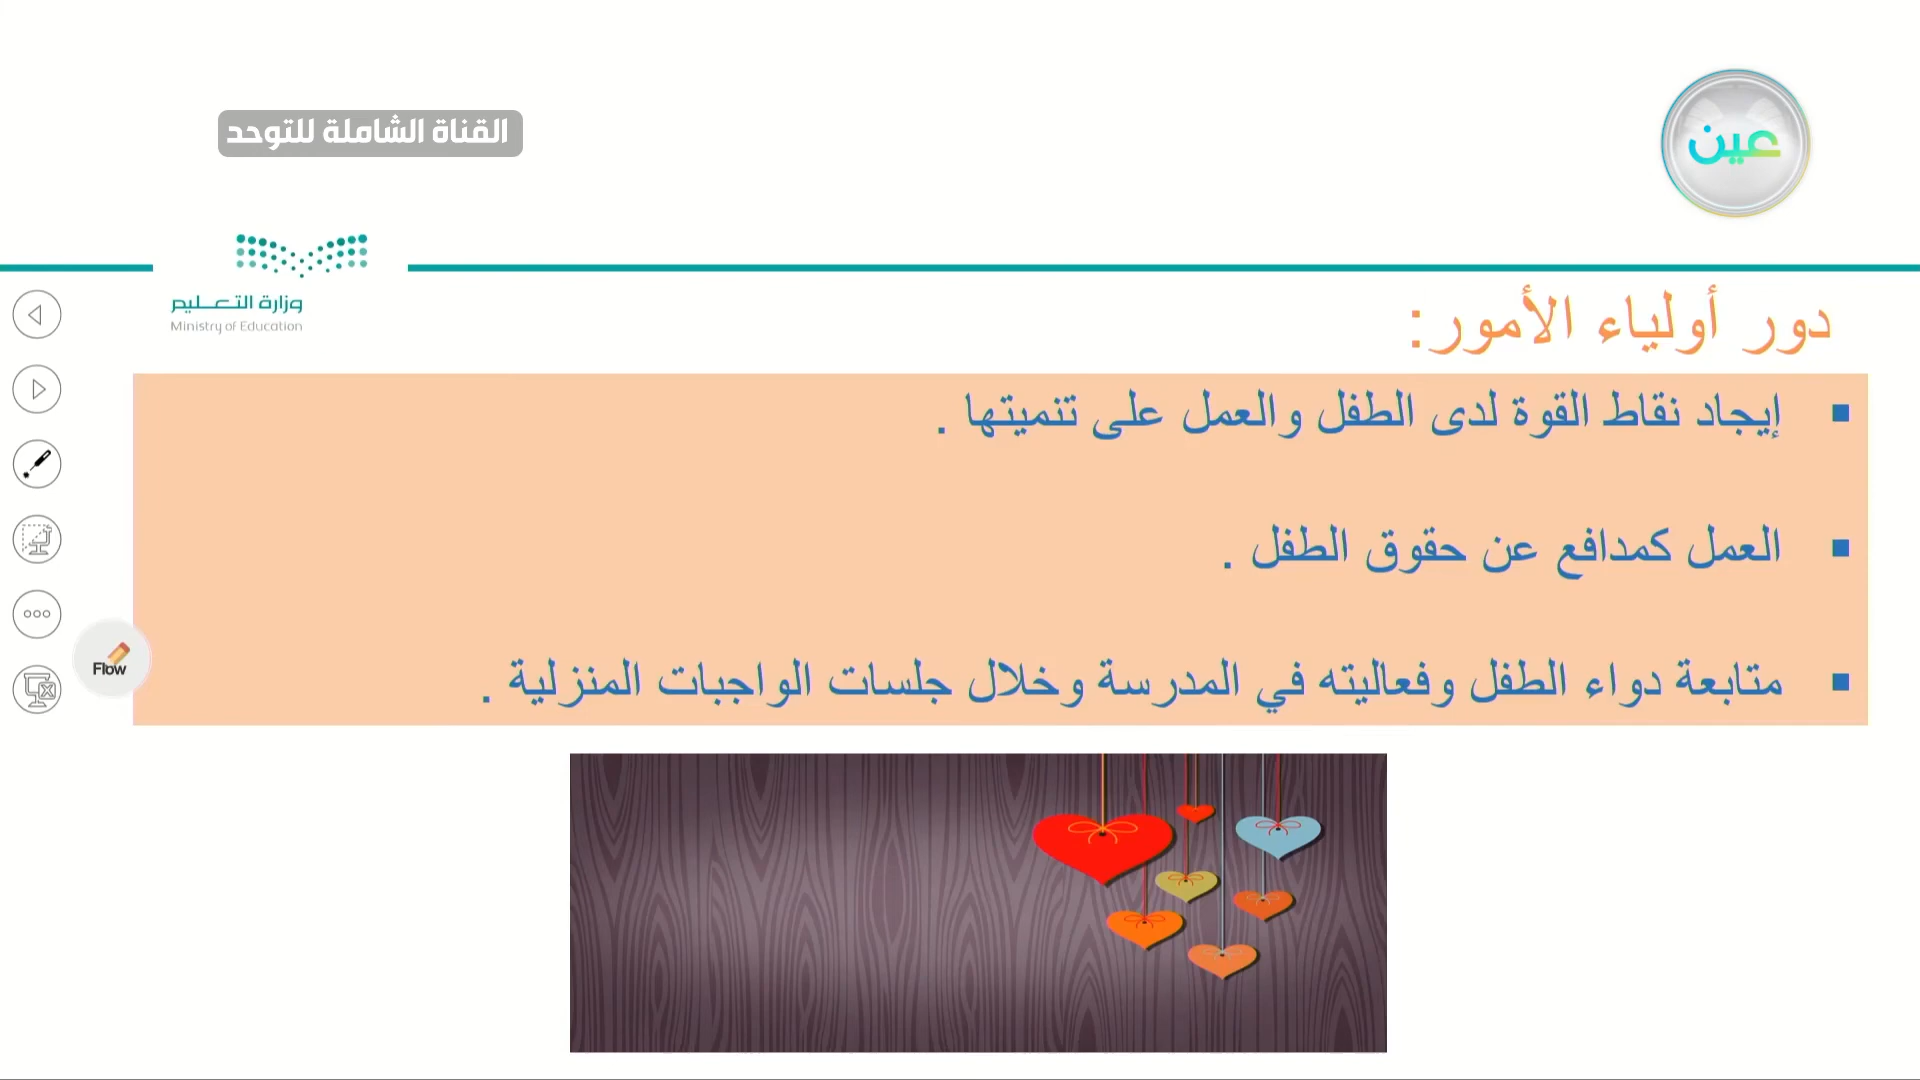 القناة الشاملة للتوحد
عين
وزارة التـعـليم
Ministry of Education
دور أولياء الأمور:
▪ إيجاد نقاط القوة لدى الطفل والعمل على تنميتها .
▪ العمل كمدافع عن حقوق الطفل .
▪ متابعة دواء الطفل وفعاليته في المدرسة وخلال جلسات الواجبات المنزلية .
Flow